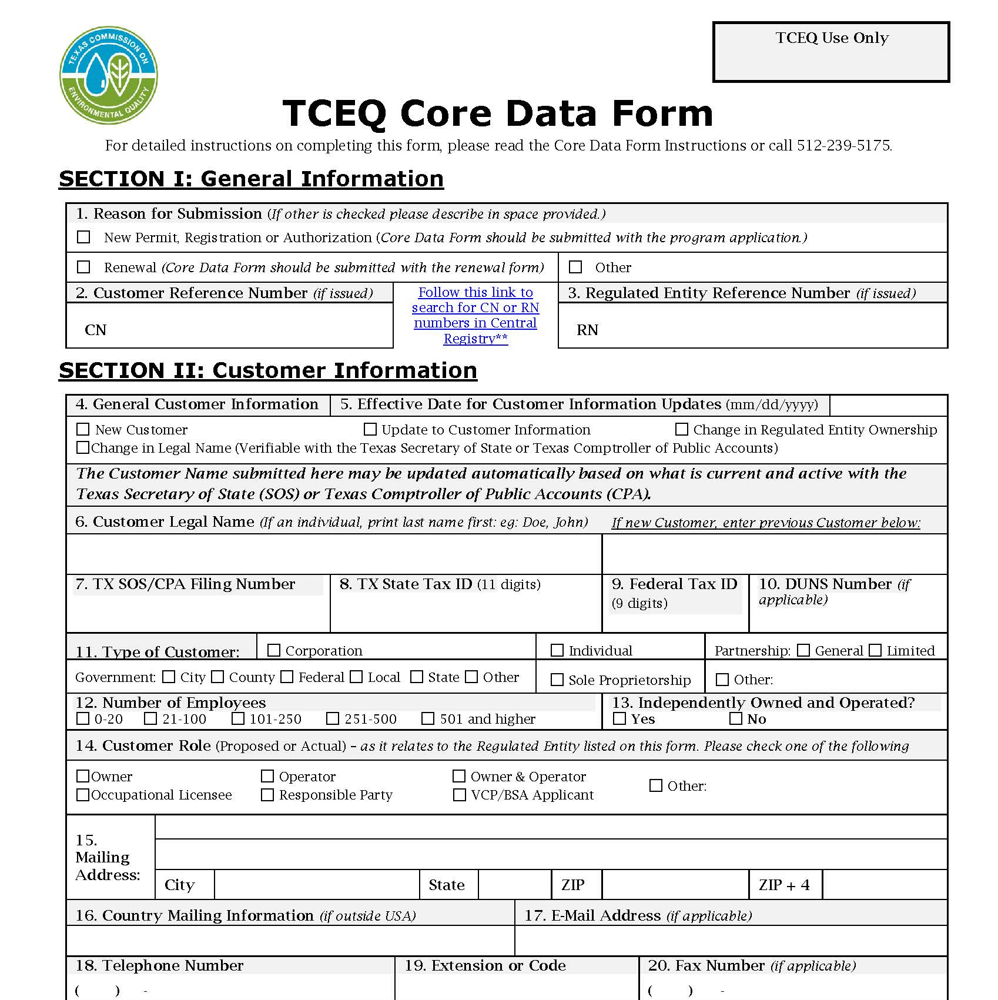 TEXAS COMMISSION ON
ENVIRONMENTAL QUALITY
TCEQ Use Only
TCEQ Core Data Form
For detailed instructions on completing this form, please read the Core Data Form Instructions or call 512-239-5175.
SECTION I: General Information
1. Reason for Submission (If other is checked please describe in space provided.)
New Permit, Registration or Authorization (Core Data Form should be submitted with the program application.)
Renewal (Core Data Form should be submitted with the renewal form)
Other
2. Customer Reference Number (if issued)
CN
Follow this link to
search for CN or RN
numbers in Central
Registry**
3. Regulated Entity Reference Number (if issued)
RN
SECTION II: Customer Information
4. General Customer Information
5. Effective Date for Customer Information Updates (mm/dd/yyyy)
New Customer
Update to Customer Information
Change in Regulated Entity Ownership
Change in Legal Name (Verifiable with the Texas Secretary of State or Texas Comptroller of Public Accounts)
The Customer Name submitted here may be updated automatically based on what is current and active with the
Texas Secretary of State (SOS) or Texas Comptroller of Public Accounts (CPA).
6. Customer Legal Name (If an individual, print last name first: eg: Doe, John)
If new Customer, enter previous Customer below:
7. TX SOS/CPA Filing Number
8. TX State Tax ID (11 digits)
9. Federal Tax ID
(9 digits)
10. DUNS Number (if
applicable)
11. Type of Customer:
Corporation
Individual
Partnership: General Limited
Government: City County Federal Local State Other
Sole Proprietorship
Other:
12. Number of Employees
0-20 21-100 101-250 251-500 501 and higher
13. Independently Owned and Operated?
Yes No
14. Customer Role (Proposed or Actual) – as it relates to the Regulated Entity listed on this form. Please check one of the following
Owner Operator Owner & Operator
Occupational Licensee Responsible Party VCP/BSA Applicant
Other:
15.
Mailing
Address:
City
State
ZIP
ZIP + 4
16. Country Mailing Information (if outside USA)
17. E-Mail Address (if applicable)
18. Telephone Number
( ) -
19. Extension or Code
20. Fax Number (if applicable)
( ) -